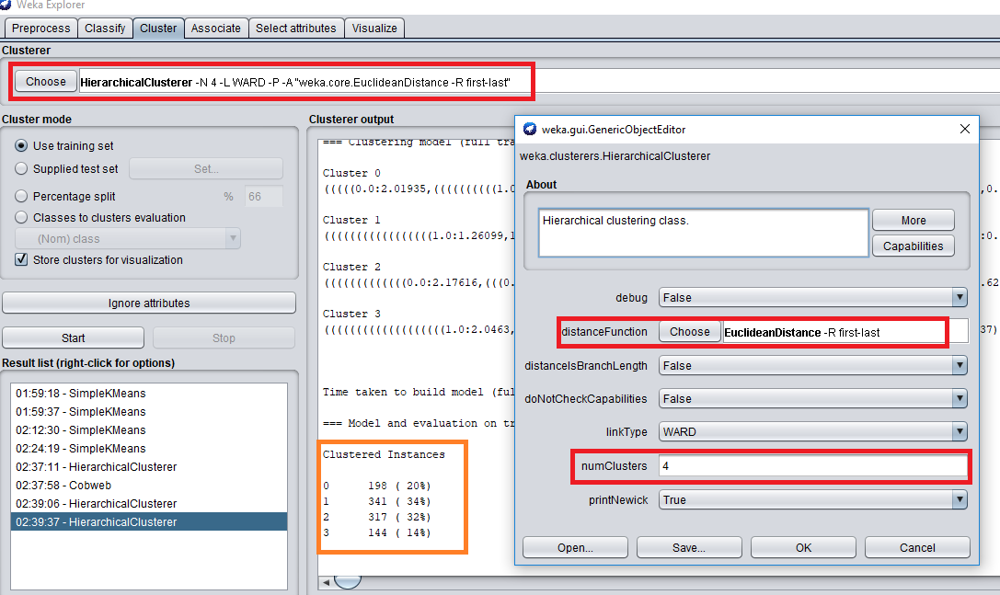 Weka Explorer
Preprocess Classify Cluster Associate Select attributes Visualize
Clusterer
Choose HierarchicalClusterer -N 4 -L WARD -P -A "weka.core.EuclideanDistance -R first-last"
Cluster mode
Use training set
Supplied test set Set...
Percentage split % 66
Classes to clusters evaluation
(Nom) class
Store clusters for visualization
Ignore attributes
Start Stop
Result list (right-click for options)
01:59:18 - SimpleKMeans
01:59:37 - SimpleKMeans
02:12:30 - SimpleKMeans
02:24:19 - SimpleKMeans
02:37:11 - HierarchicalClusterer
02:37:58 - Cobweb
02:39:06 - HierarchicalClusterer
02:39:37 - HierarchicalClusterer
Clusterer output
=== Clustering model (full tra
Cluster 0
(((((0.0:2.01935,((((((((((1.0 ,0.
Cluster 1
((((((((((((((((((1.0:1.26099,1 :0.
Cluster 2
((((((((((((((0.0:2.17616,(((0. .62
Cluster 3
(((((((((((((((((((1.0:2.0463, 37)
Time taken to build model (ful
=== Model and evaluation on tr
Clustered Instances
0 198 ( 20%)
1 341 ( 34%)
2 317 ( 32%)
3 144 ( 14%)
weka.gui.GenericObjectEditor
weka.clusterers.HierarchicalClusterer
About
Hierarchical clustering class.
More
Capabilities
debug False
distanceFunction Choose EuclideanDistance -R first-last
distanceIsBranchLength False
doNotCheckCapabilities False
linkType WARD
numClusters 4
printNewick True
Open... Save... OK Cancel